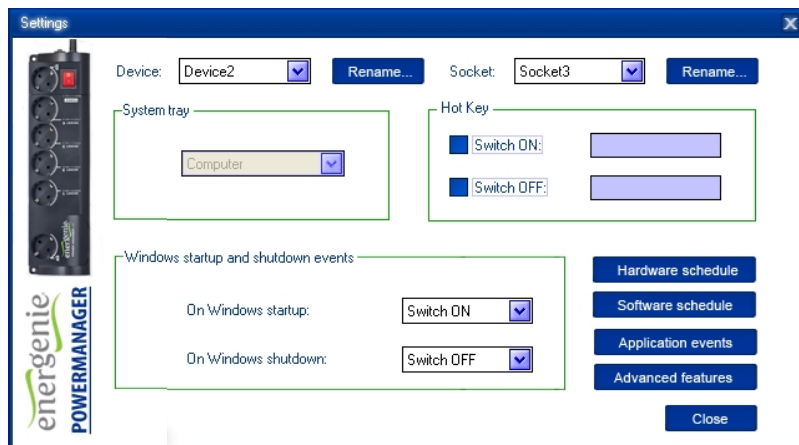 Settings
Device: Device2 Rename... Socket: Socket3 Rename...
System tray
Computer
Hot Key
Switch ON:
Switch OFF:
Windows startup and shutdown events
On Windows startup: Switch ON
On Windows shutdown: Switch OFF
Hardware schedule
Software schedule
Application events
Advanced features
Close
energenie
energenie
POWERMANAGER